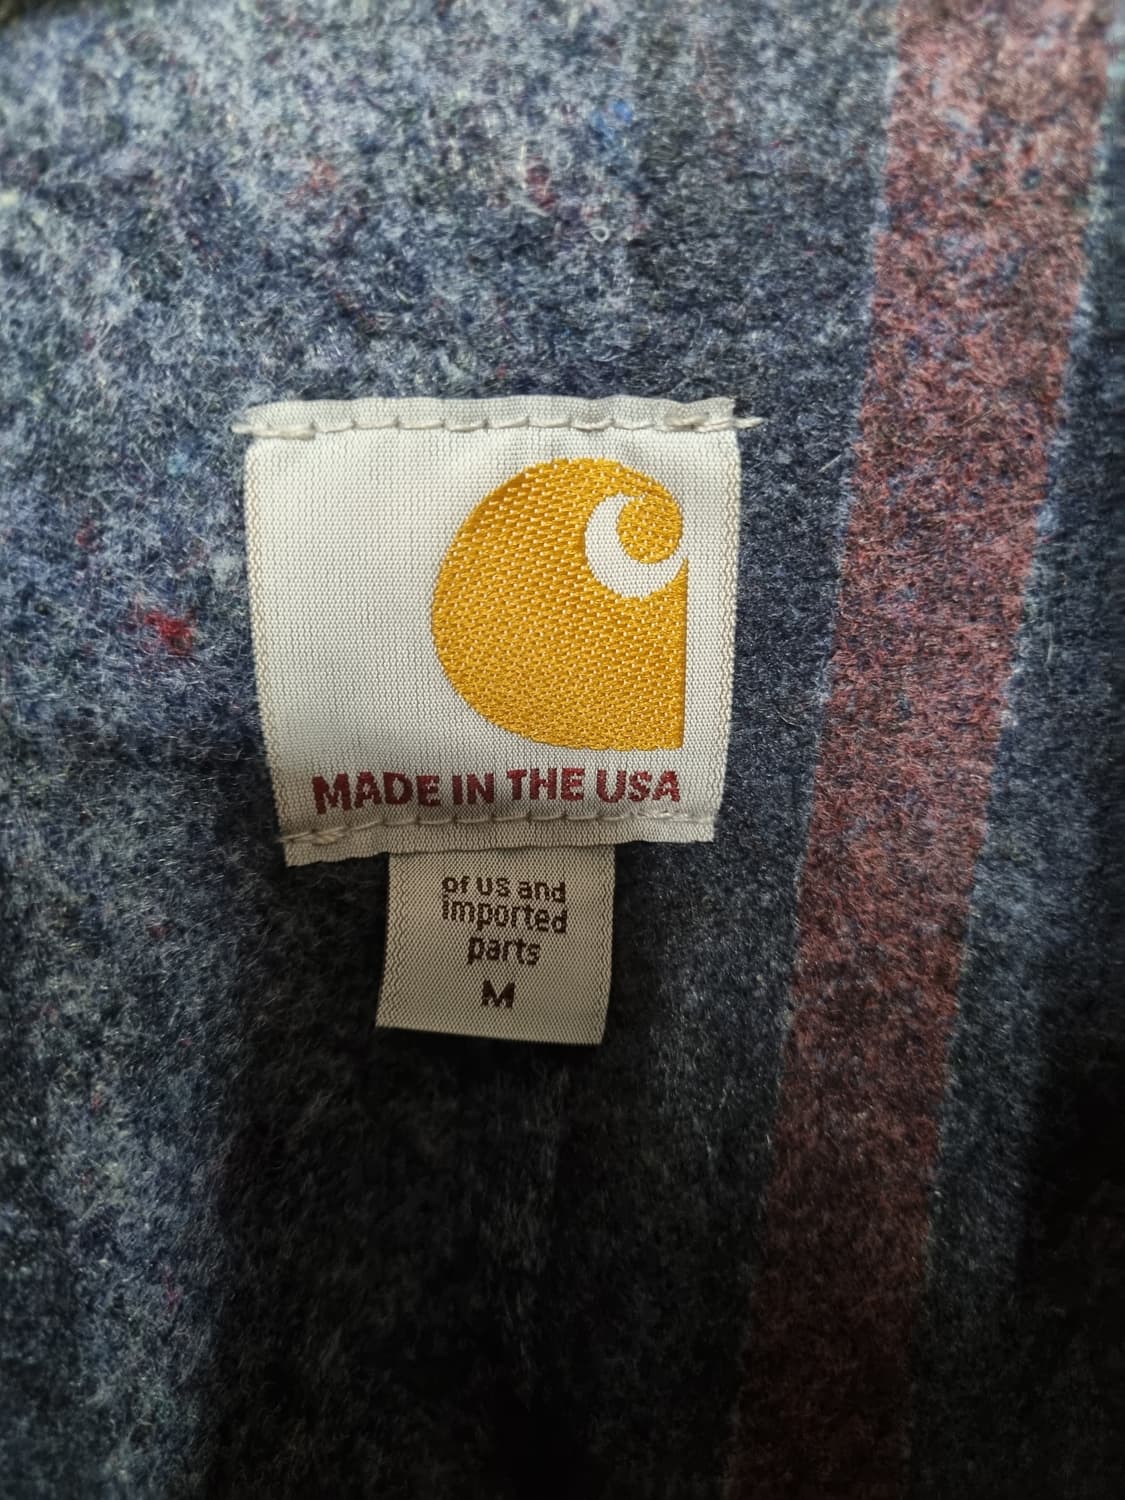 MADE IN THE USA
of US and
imported
parts
M